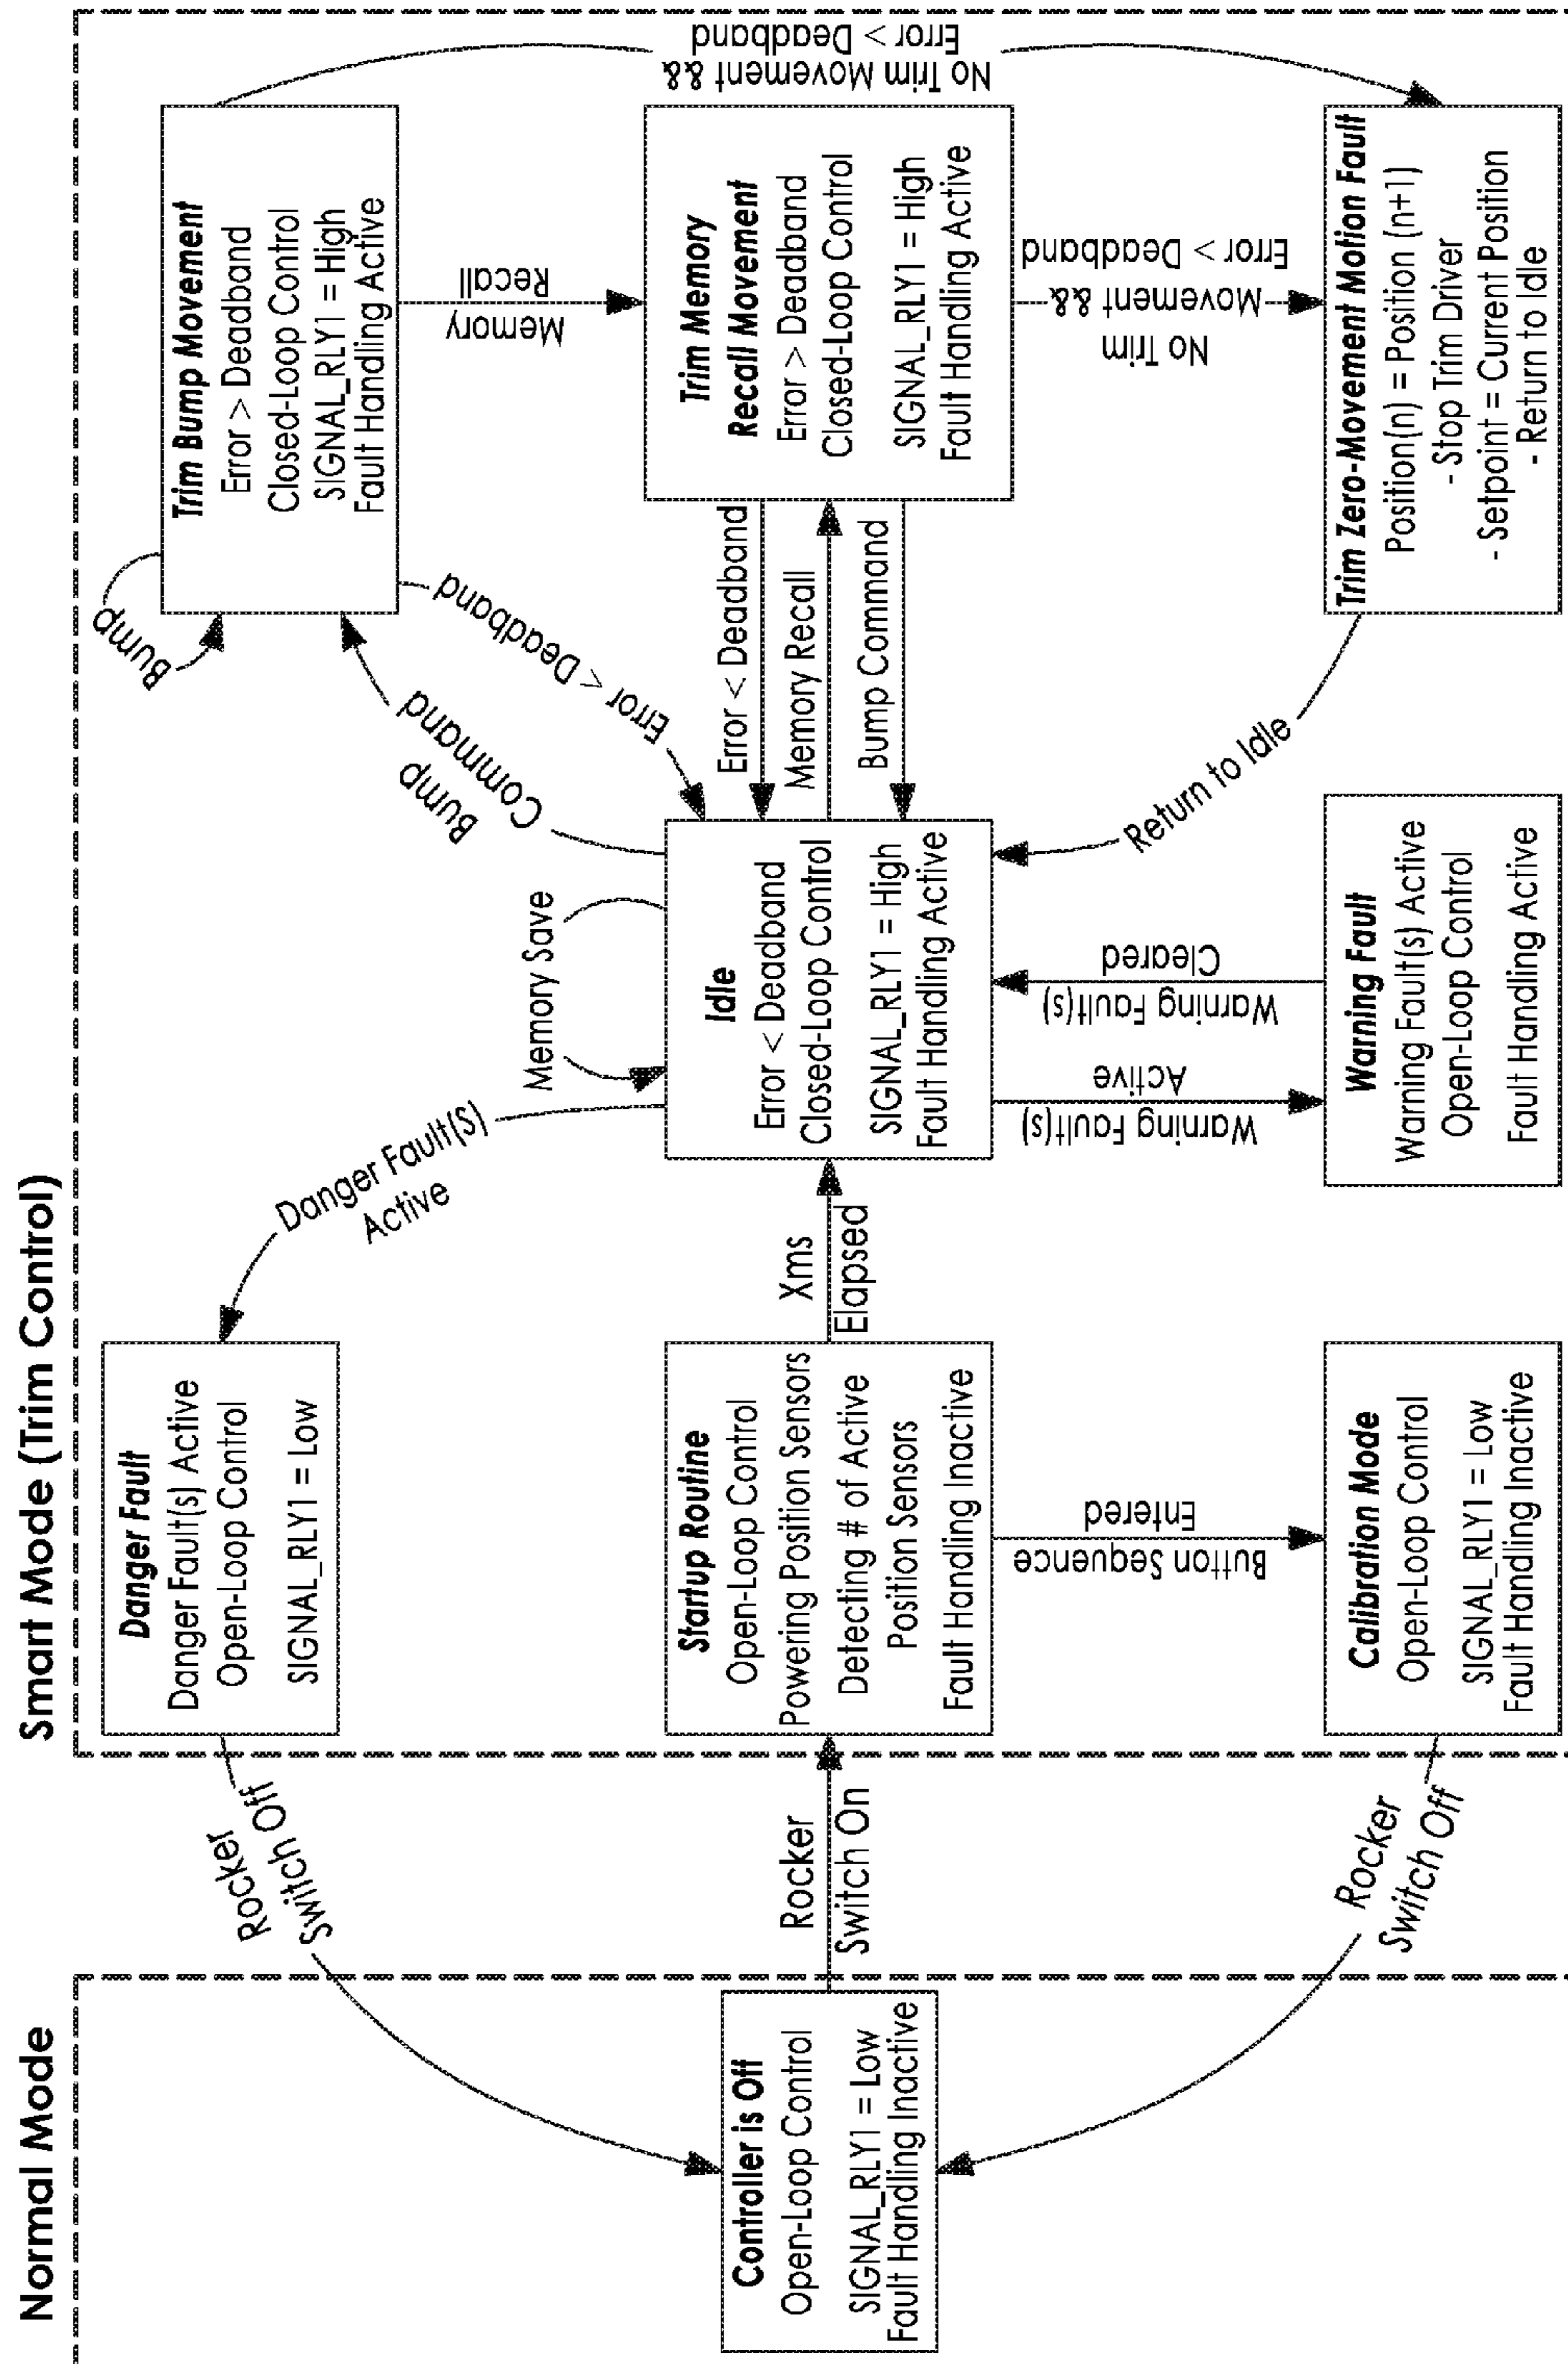 Normal Mode
Smart Mode (Trim Control)
Controller is Off
Open-Loop Control
SIGNAL_RLY1 = Low
Fault Handling Inactive
Rocker
Switch Off
Rocker
Switch On
Rocker
Switch Off
Danger Fault
Danger Fault(s) Active
Open-Loop Control
SIGNAL_RLY1 = Low
Startup Routine
Open-Loop Control
Powering Position Sensors
Detecting # of Active
Position Sensors
Fault Handling Inactive
Button Sequence
Entered
Calibration Mode
Open-Loop Control
SIGNAL_RLY1 = Low
Fault Handling Inactive
Danger Fault(S)
Active
Xms
Elapsed
Memory Save
Idle
Error < Deadband
Closed-Loop Control
SIGNAL_RLY1 = High
Fault Handling Active
Warning Fault(s)
Active
Warning Fault(s)
Cleared
Warning Fault
Warning Fault(s) Active
Open-Loop Control
Fault Handling Active
Bump
Command
Error < Deadband
Bump
Error < Deadband
Memory Recall
Bump Command
Return to Idle
Trim Bump Movement
Error > Deadband
Closed-Loop Control
SIGNAL_RLY1 = High
Fault Handling Active
Memory
Recall
Trim Memory
Recall Movement
Error > Deadband
Closed-Loop Control
SIGNAL_RLY1 = High
Fault Handling Active
No Trim
Movement &&
Error > Deadband
Trim Zero-Movement Motion Fault
Position(n) = Position (n+1)
- Stop Trim Driver
- Setpoint = Current Position
- Return to Idle
No Trim Movement &&
Error > Deadband